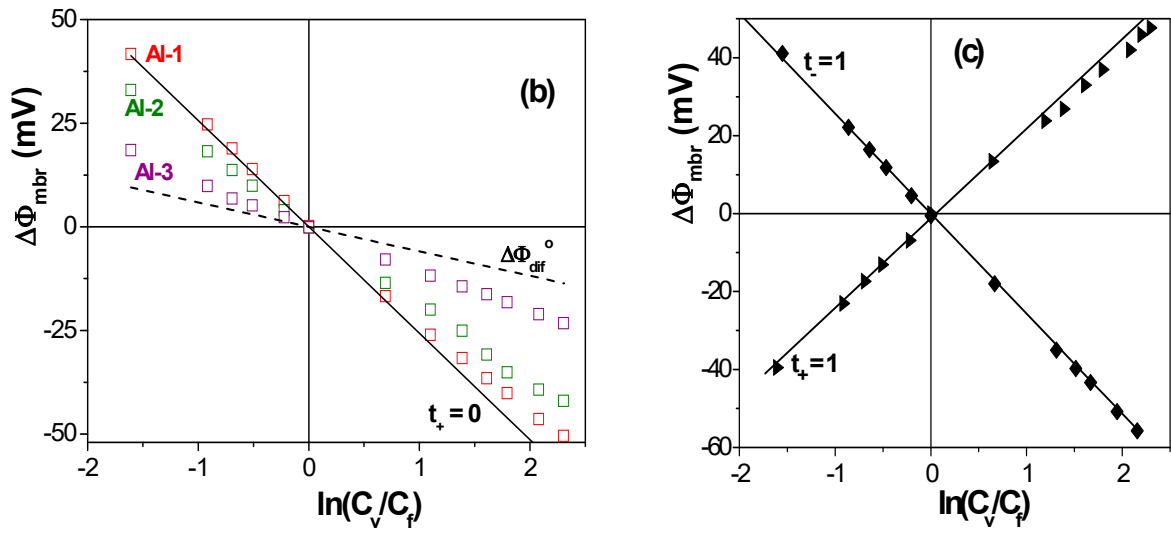 50
25
0
-25
-50
-2
-1
0
1
2
ΔΦmbr (mV)
ln(Cv/Cf)
Al-1
Al-2
Al-3
(b)
ΔΦdif°
t+ = 0
40
20
0
-20
-40
-60
-2
-1
0
1
2
ΔΦmbr (mV)
ln(Cv/Cf)
t- = 1
(c)
t+ = 1